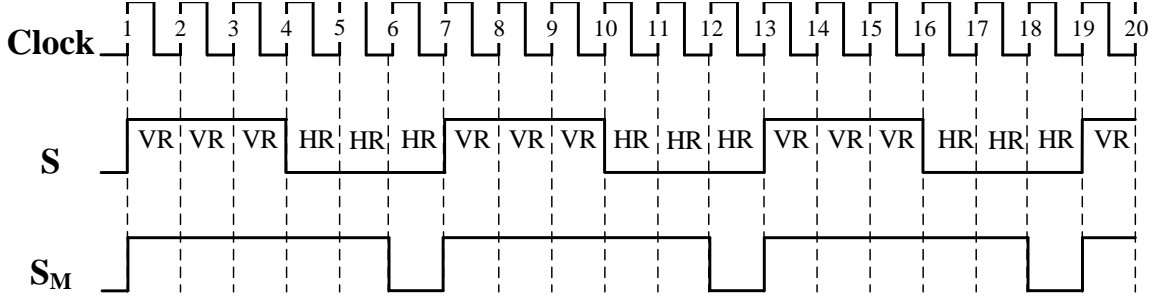 Clock 1 2 3 4 5 6 7 8 9 10 11 12 13 14 15 16 17 18 19 20
S VR VR VR HR HR HR VR VR VR HR HR HR VR VR VR HR HR HR VR
SM